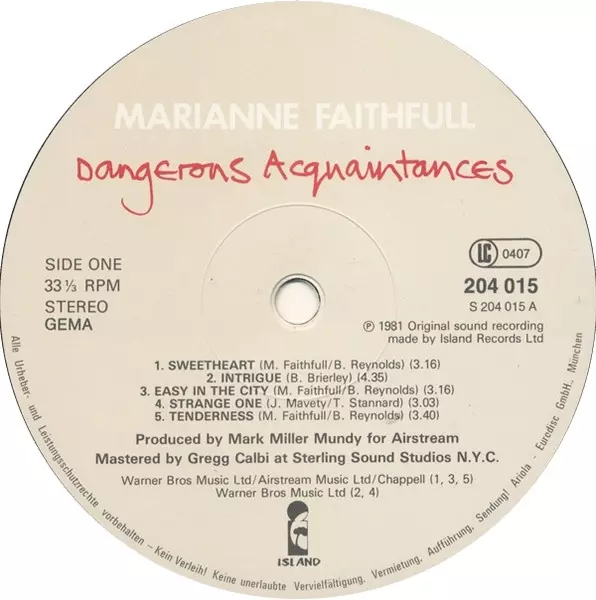 MARIANNE FAITHFULL
Dangerous Acquaintances
SIDE ONE
33⅓ RPM
STEREO
GEMA
LC 0407
204 015
S 204 015 A
℗ 1981 Original sound recording
made by Island Records Ltd
1. SWEETHEART (M. Faithfull/B. Reynolds) (3.16)
2. INTRIGUE (B. Brierley) (4.35)
3. EASY IN THE CITY (M. Faithfull/B. Reynolds) (3.16)
4. STRANGE ONE (J. Mavety/T. Stannard) (3.03)
5. TENDERNESS (M. Faithfull/B. Reynolds) (3.40)
Produced by Mark Miller Mundy for Airstream
Mastered by Gregg Calbi at Sterling Sound Studios N.Y.C.
Warner Bros Music Ltd/Airstream Music Ltd/Chappell (1, 3, 5)
Warner Bros Music Ltd (2, 4)
ISLAND
Alle Urheber- und Leistungsschutzrechte vorbehalten – Kein Verleih! Keine unerlaubte Vervielfältigung, Vermietung, Aufführung, Sendung! Ariola - Eurodisc GmbH., München